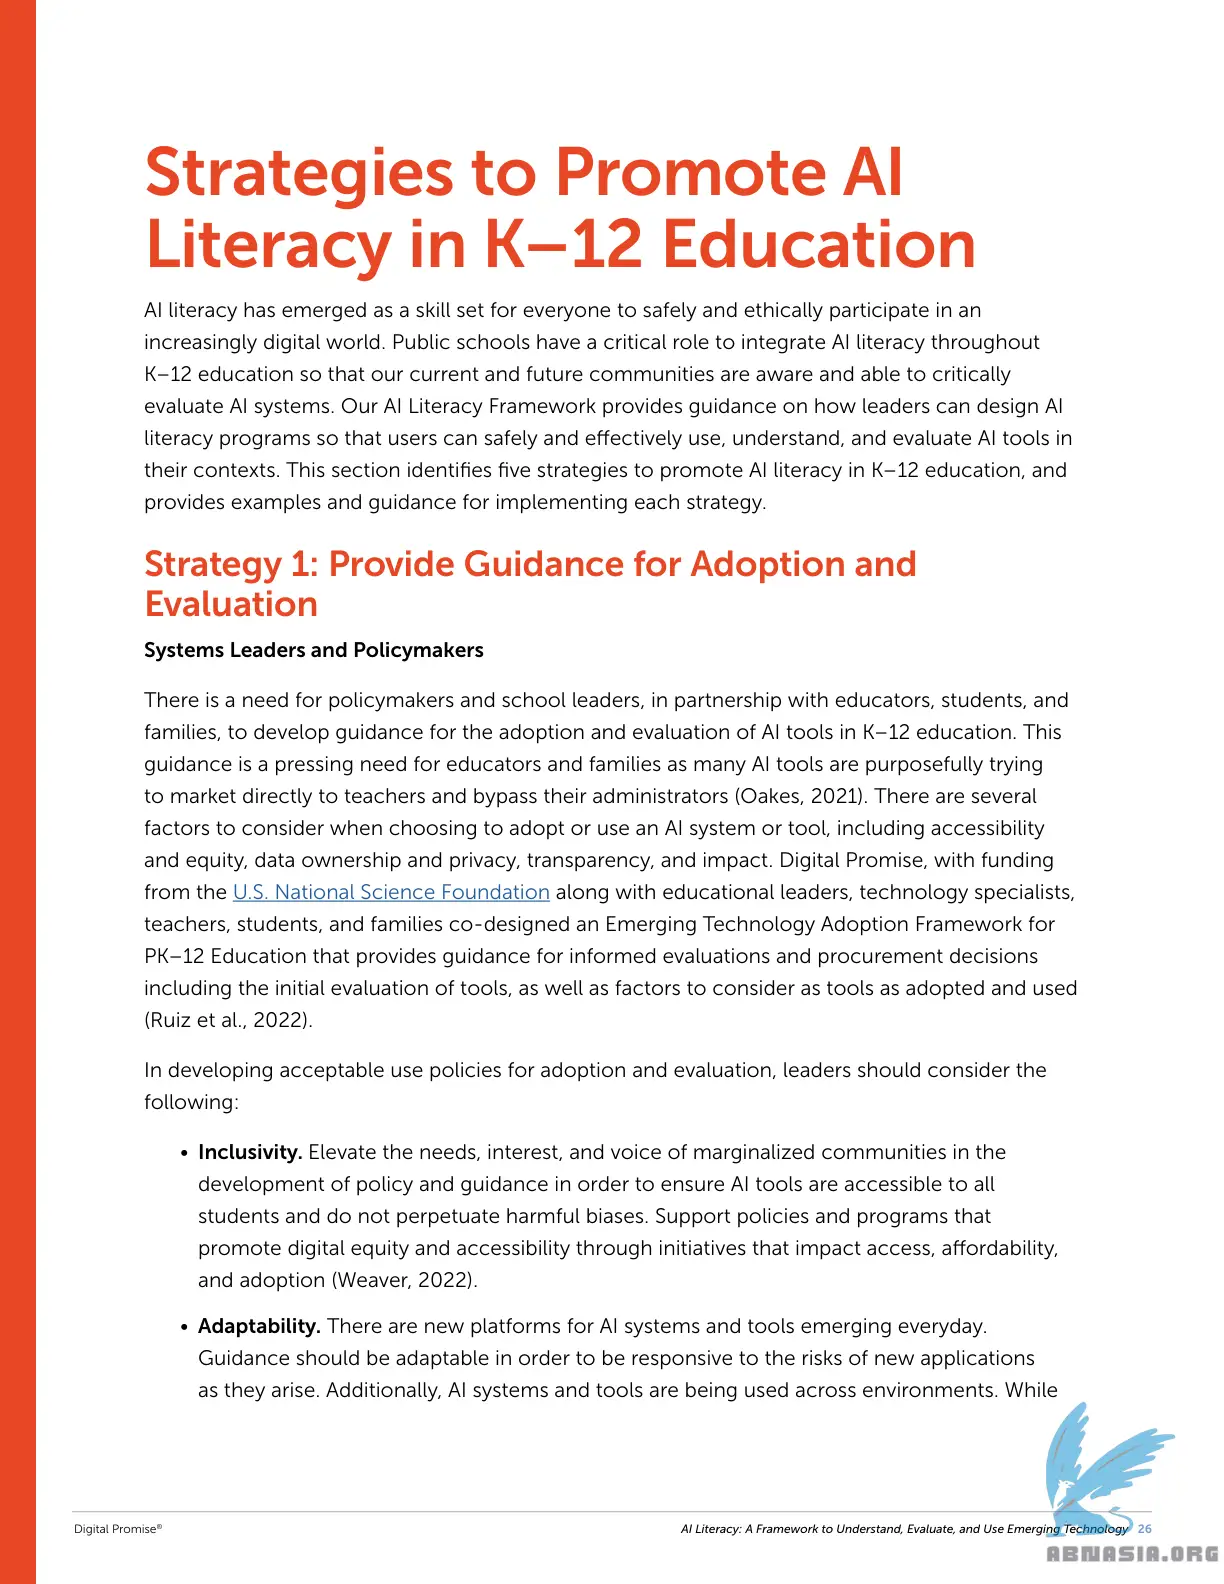 Strategies to Promote AI
Literacy in K–12 Education
AI literacy has emerged as a skill set for everyone to safely and ethically participate in an
increasingly digital world. Public schools have a critical role to integrate AI literacy throughout
K–12 education so that our current and future communities are aware and able to critically
evaluate AI systems. Our AI Literacy Framework provides guidance on how leaders can design AI
literacy programs so that users can safely and effectively use, understand, and evaluate AI tools in
their contexts. This section identifies five strategies to promote AI literacy in K–12 education, and
provides examples and guidance for implementing each strategy.
Strategy 1: Provide Guidance for Adoption and
Evaluation
Systems Leaders and Policymakers
There is a need for policymakers and school leaders, in partnership with educators, students, and
families, to develop guidance for the adoption and evaluation of AI tools in K–12 education. This
guidance is a pressing need for educators and families as many AI tools are purposefully trying
to market directly to teachers and bypass their administrators (Oakes, 2021). There are several
factors to consider when choosing to adopt or use an AI system or tool, including accessibility
and equity, data ownership and privacy, transparency, and impact. Digital Promise, with funding
from the U.S. National Science Foundation along with educational leaders, technology specialists,
teachers, students, and families co-designed an Emerging Technology Adoption Framework for
PK–12 Education that provides guidance for informed evaluations and procurement decisions
including the initial evaluation of tools, as well as factors to consider as tools as adopted and used
(Ruiz et al., 2022).
In developing acceptable use policies for adoption and evaluation, leaders should consider the
following:
• Inclusivity. Elevate the needs, interest, and voice of marginalized communities in the
development of policy and guidance in order to ensure AI tools are accessible to all
students and do not perpetuate harmful biases. Support policies and programs that
promote digital equity and accessibility through initiatives that impact access, affordability,
and adoption (Weaver, 2022).
• Adaptability. There are new platforms for AI systems and tools emerging everyday.
Guidance should be adaptable in order to be responsive to the risks of new applications
as they arise. Additionally, AI systems and tools are being used across environments. While
Digital Promise® AI Literacy: A Framework to Understand, Evaluate, and Use Emerging Technology 26
ABNASIA.ORG